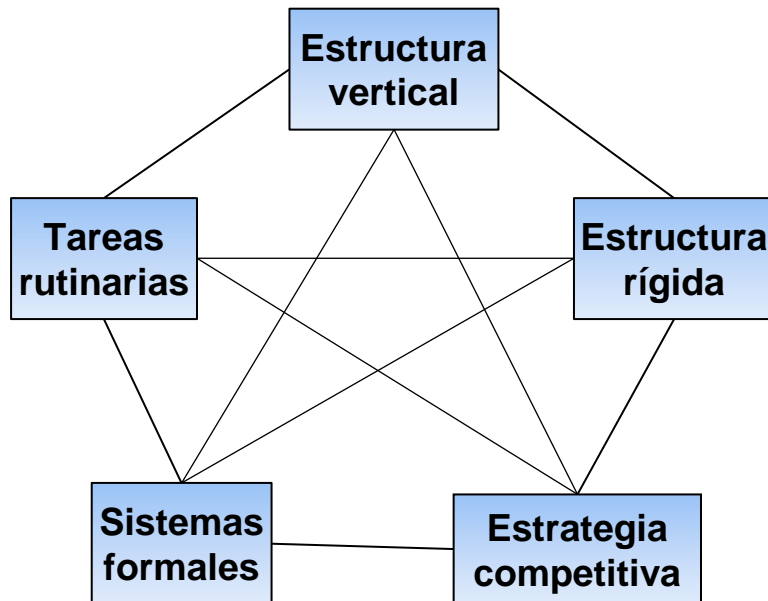 Estructura
vertical
Tareas
rutinarias
Estructura
rígida
Sistemas
formales
Estrategia
competitiva